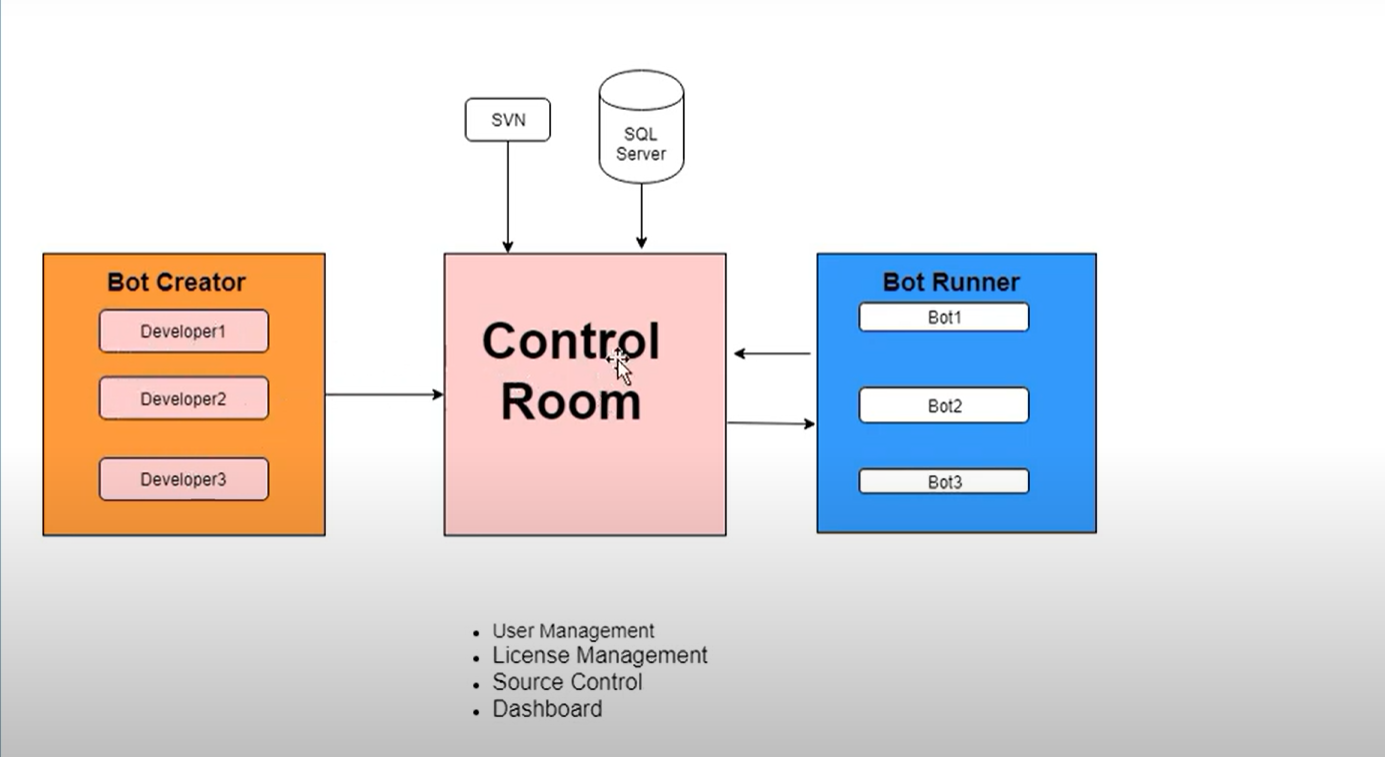 SVN
SQL
Server
Bot Creator
Developer1
Developer2
Developer3
Control
Room
Bot Runner
Bot1
Bot2
Bot3
User Management
License Management
Source Control
Dashboard